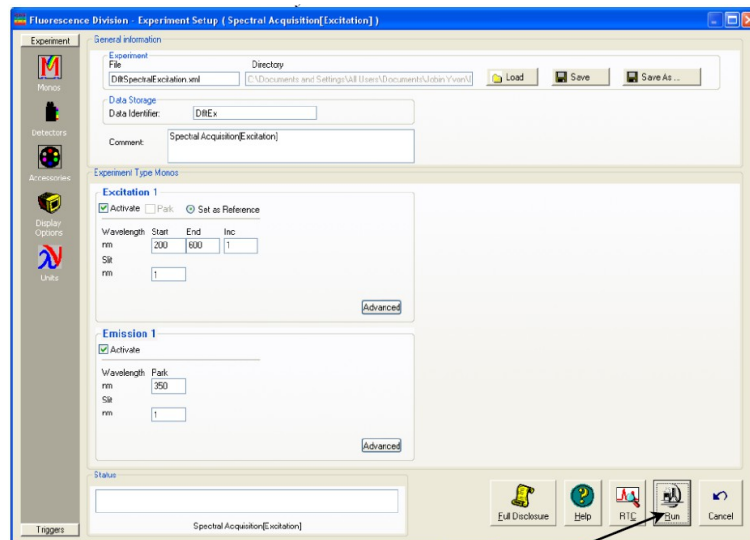 Fluorescence Division - Experiment Setup ( Spectral Acquisition[Excitation] )
Experiment
Monos
Detectors
Accessories
Display
Options
Units
Triggers
General information
Experiment
File Directory
DfltSpectralExcitation.xml C:\Documents and Settings\All Users\Documents\Jobin Yvon\ Load Save Save As ...
Data Storage
Data Identifier: DfltEx
Comment: Spectral Acquisition[Excitation]
Experiment Type Monos
Excitation 1
Activate Park Set as Reference
Wavelength Start End Inc
nm 200 600 1
Slit
nm 1
Advanced
Emission 1
Activate
Wavelength Park
nm 350
Slit
nm 1
Advanced
Status
Spectral Acquisition[Excitation]
Full Disclosure Help RTC Run Cancel